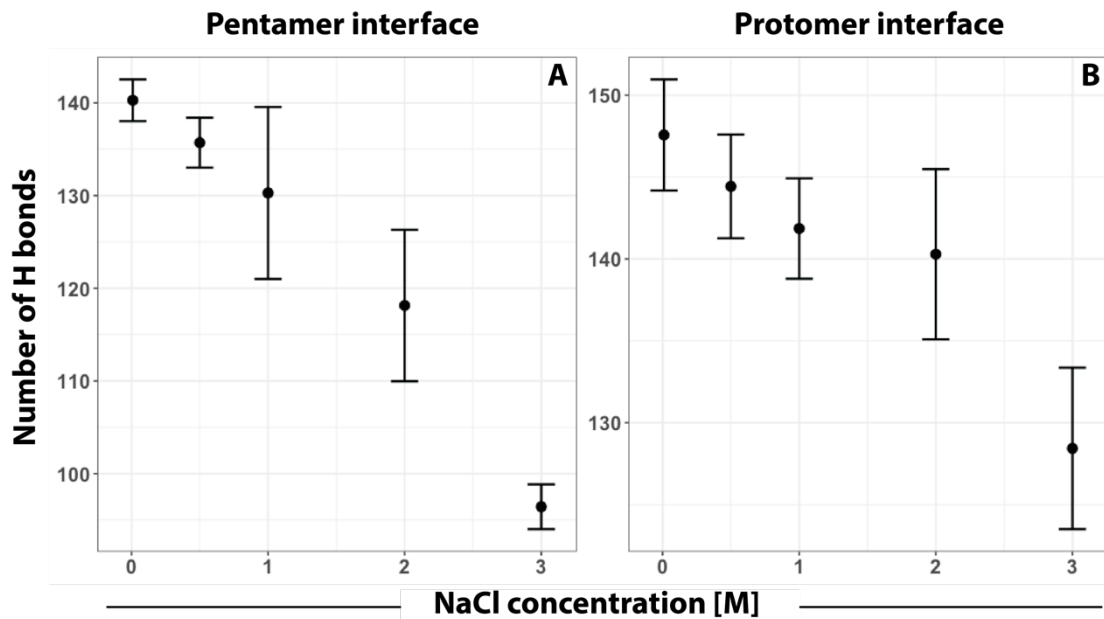 Pentamer interface
Protomer interface
A
B
Number of H bonds
140
130
120
110
100
150
140
130
0 1 2 3
0 1 2 3
NaCl concentration [M]